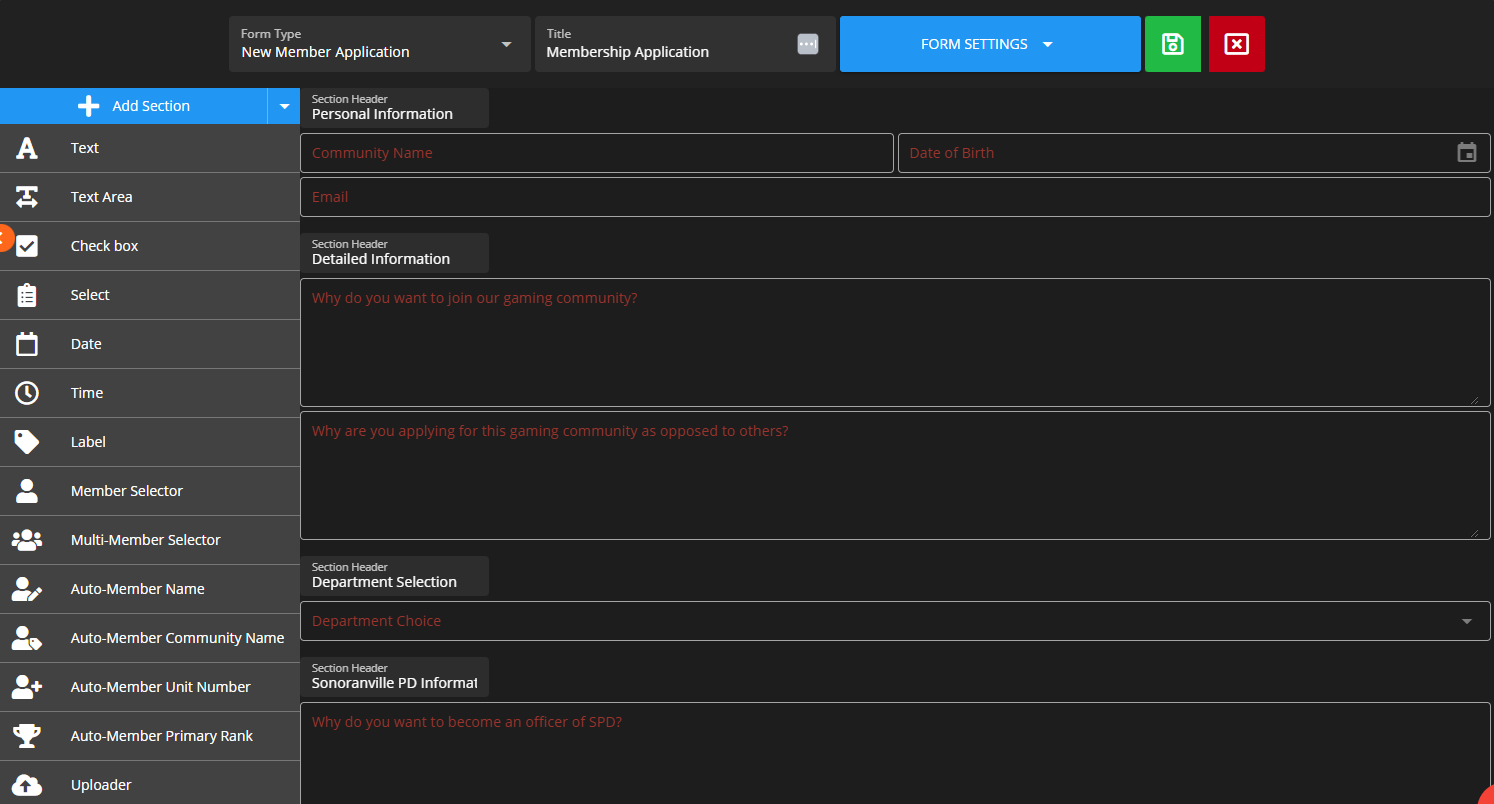 Form Type
New Member Application
Title
Membership Application
FORM SETTINGS
Add Section
Text
Text Area
Check box
Select
Date
Time
Label
Member Selector
Multi-Member Selector
Auto-Member Name
Auto-Member Community Name
Auto-Member Unit Number
Auto-Member Primary Rank
Uploader
Section Header
Personal Information
Community Name
Date of Birth
Email
Section Header
Detailed Information
Why do you want to join our gaming community?
Why are you applying for this gaming community as opposed to others?
Section Header
Department Selection
Department Choice
Section Header
Sonoranville PD Informat
Why do you want to become an officer of SPD?